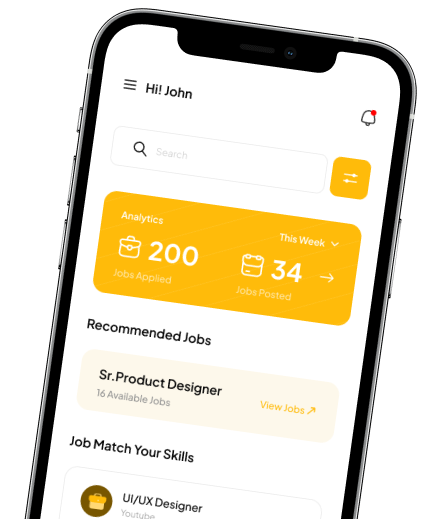 Hi! John
Search
Analytics
This Week
200
34
Jobs Applied
Jobs Posted
Recommended Jobs
Sr.Product Designer
16 Available Jobs
View Jobs
Job Match Your Skills
UI/UX Designer
Youtube